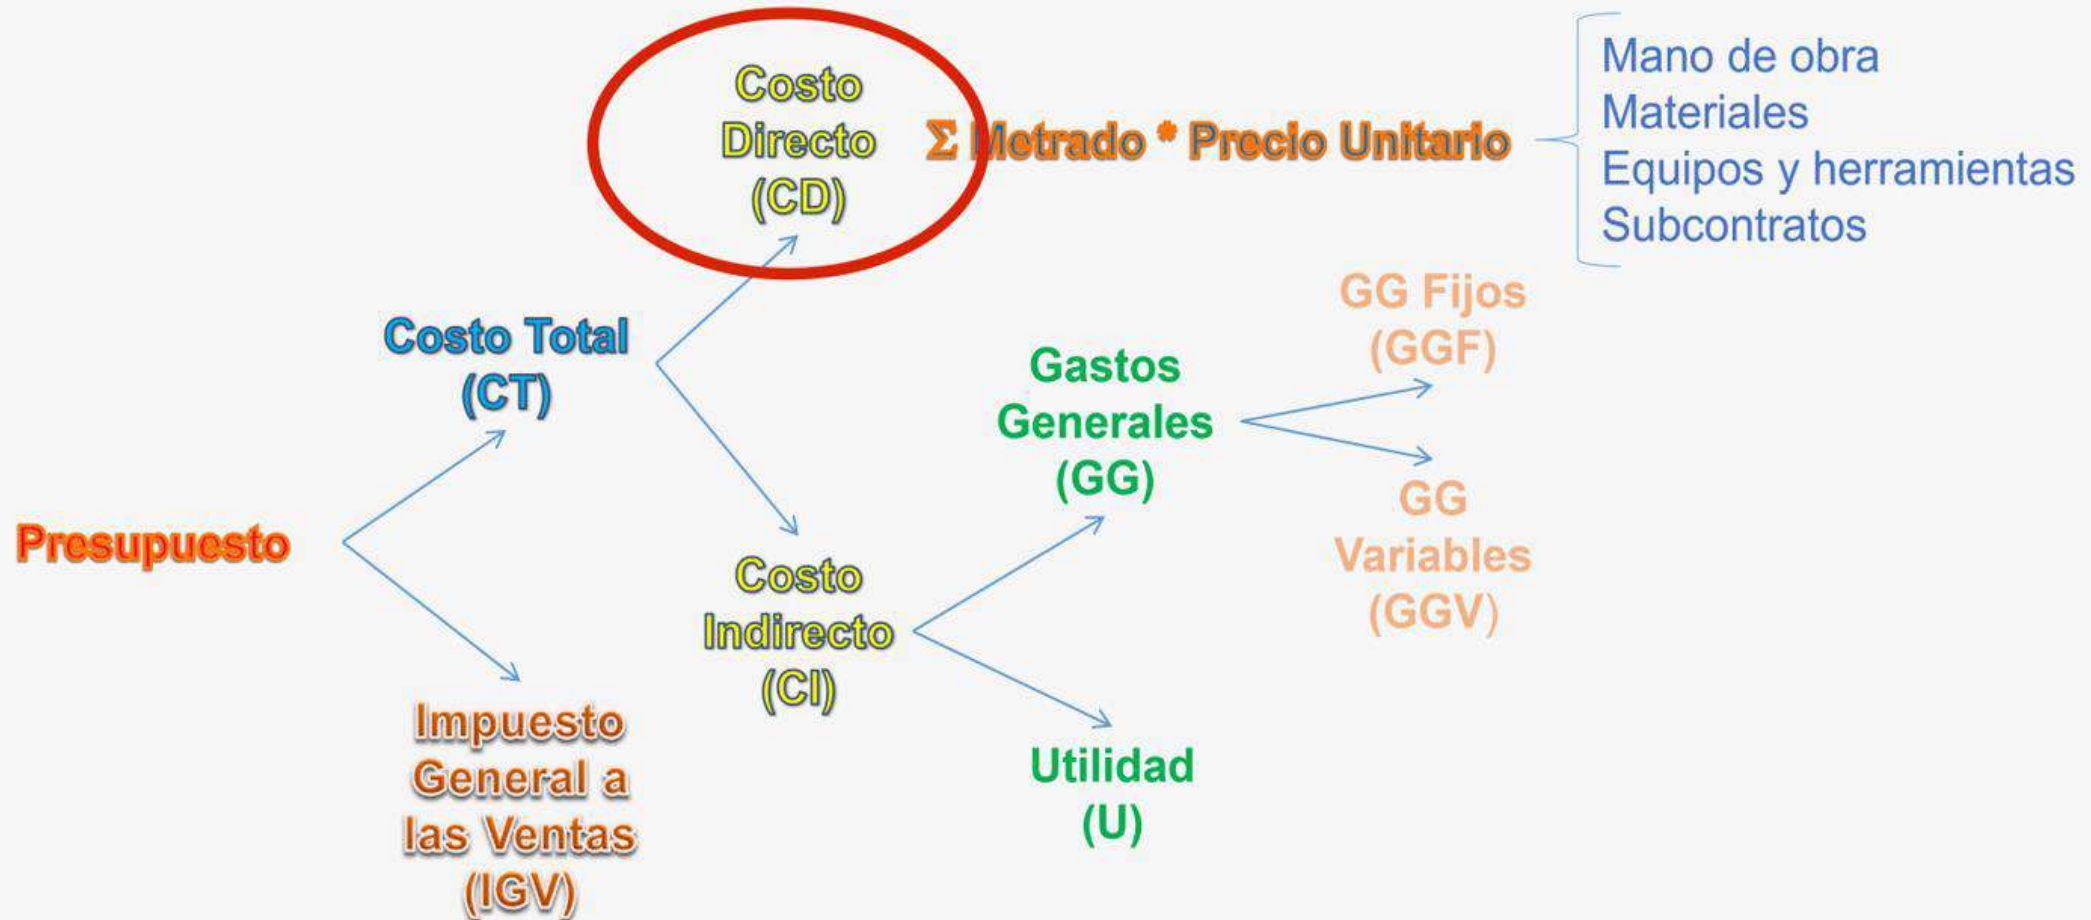 Costo
Directo
(CD)
Σ Metrado * Precio Unitario
Mano de obra
Materiales
Equipos y herramientas
Subcontratos
GG Fijos
(GGF)
Costo Total
(CT)
Gastos
Generales
(GG)
GG
Variables
(GGV)
Presupuesto
Costo
Indirecto
(CI)
Impuesto
General a
las Ventas
(IGV)
Utilidad
(U)